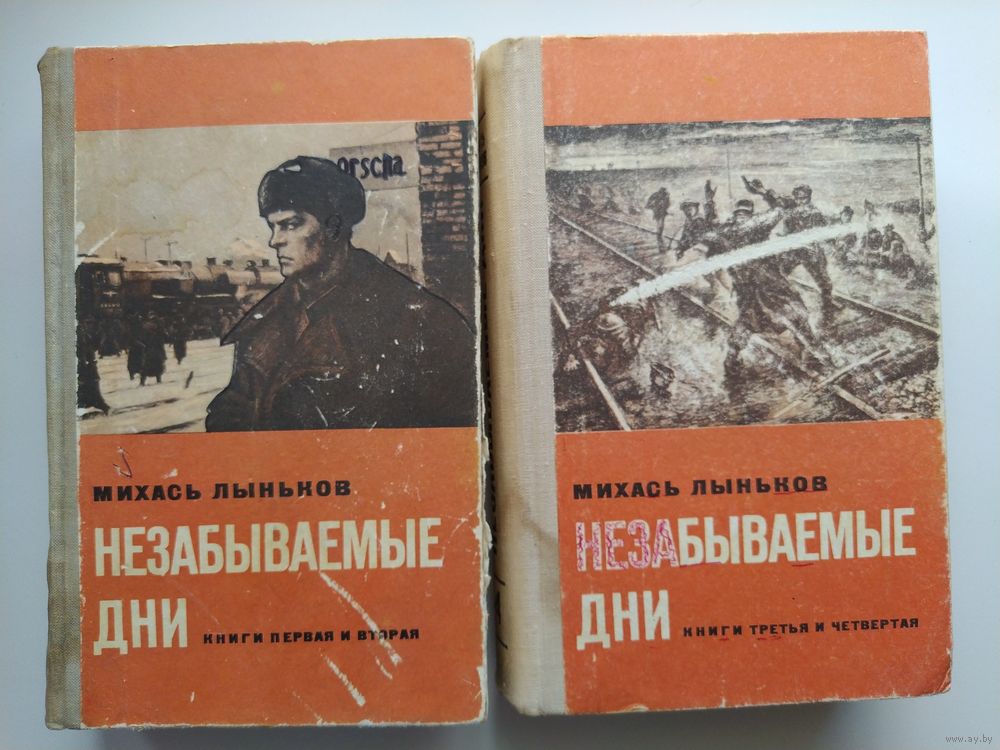 orscha
МИХАСЬ ЛЫНЬКОВ
НЕЗАБЫВАЕМЫЕ
ДНИ
КНИГИ ПЕРВАЯ И ВТОРАЯ
МИХАСЬ ЛЫНЬКОВ
НЕЗАБЫВАЕМЫЕ
ДНИ
КНИГИ ТРЕТЬЯ И ЧЕТВЕРТАЯ
www.ay.by